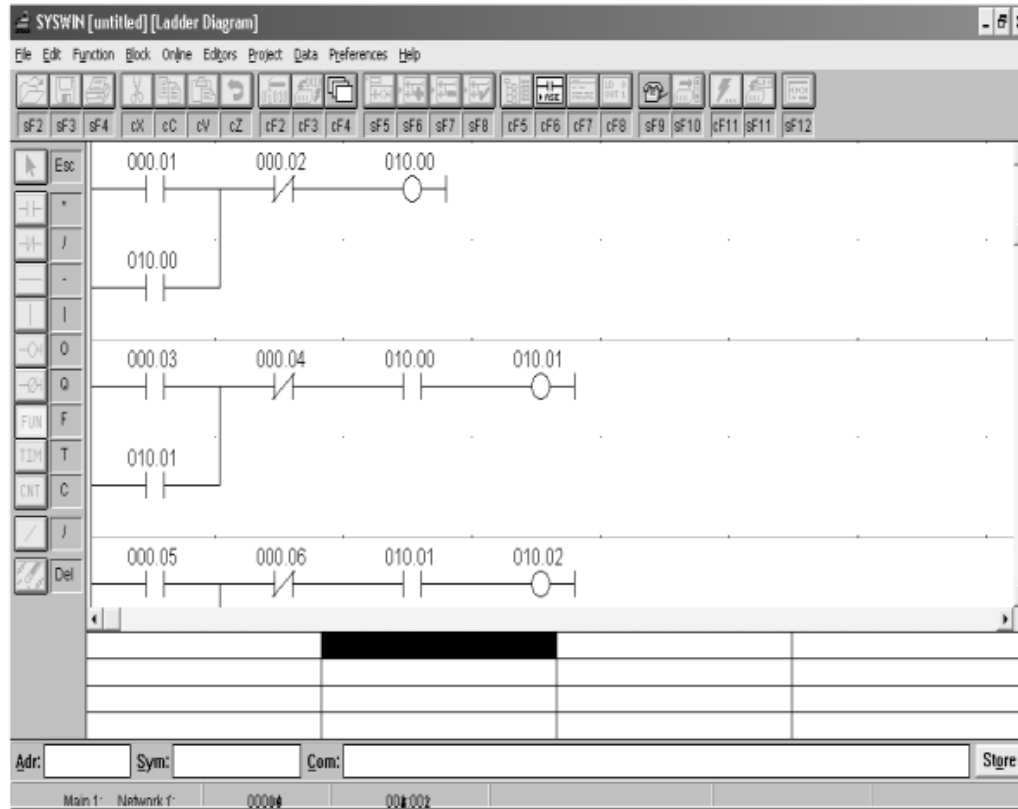 SYSWIN [untitled] [Ladder Diagram]
File Edit Function Block Online Editors Project Data Preferences Help
sF2 sF3 sF4 cX cC cV cZ cF2 cF3 cF4 sF5 sF6 sF7 sF8 cF5 cF6 cF7 cF8 sF9 sF10 cF11 sF11 sF12
Esc
"
/
-
|
O
Q
FUN F
TIM T
CNT C
/
Del
000.01 000.02 010.00
010.00
000.03 000.04 010.00 010.01
010.01
000.05 000.06 010.01 010.02
Adr: Sym: Com: Store
Main 1: Network 1: